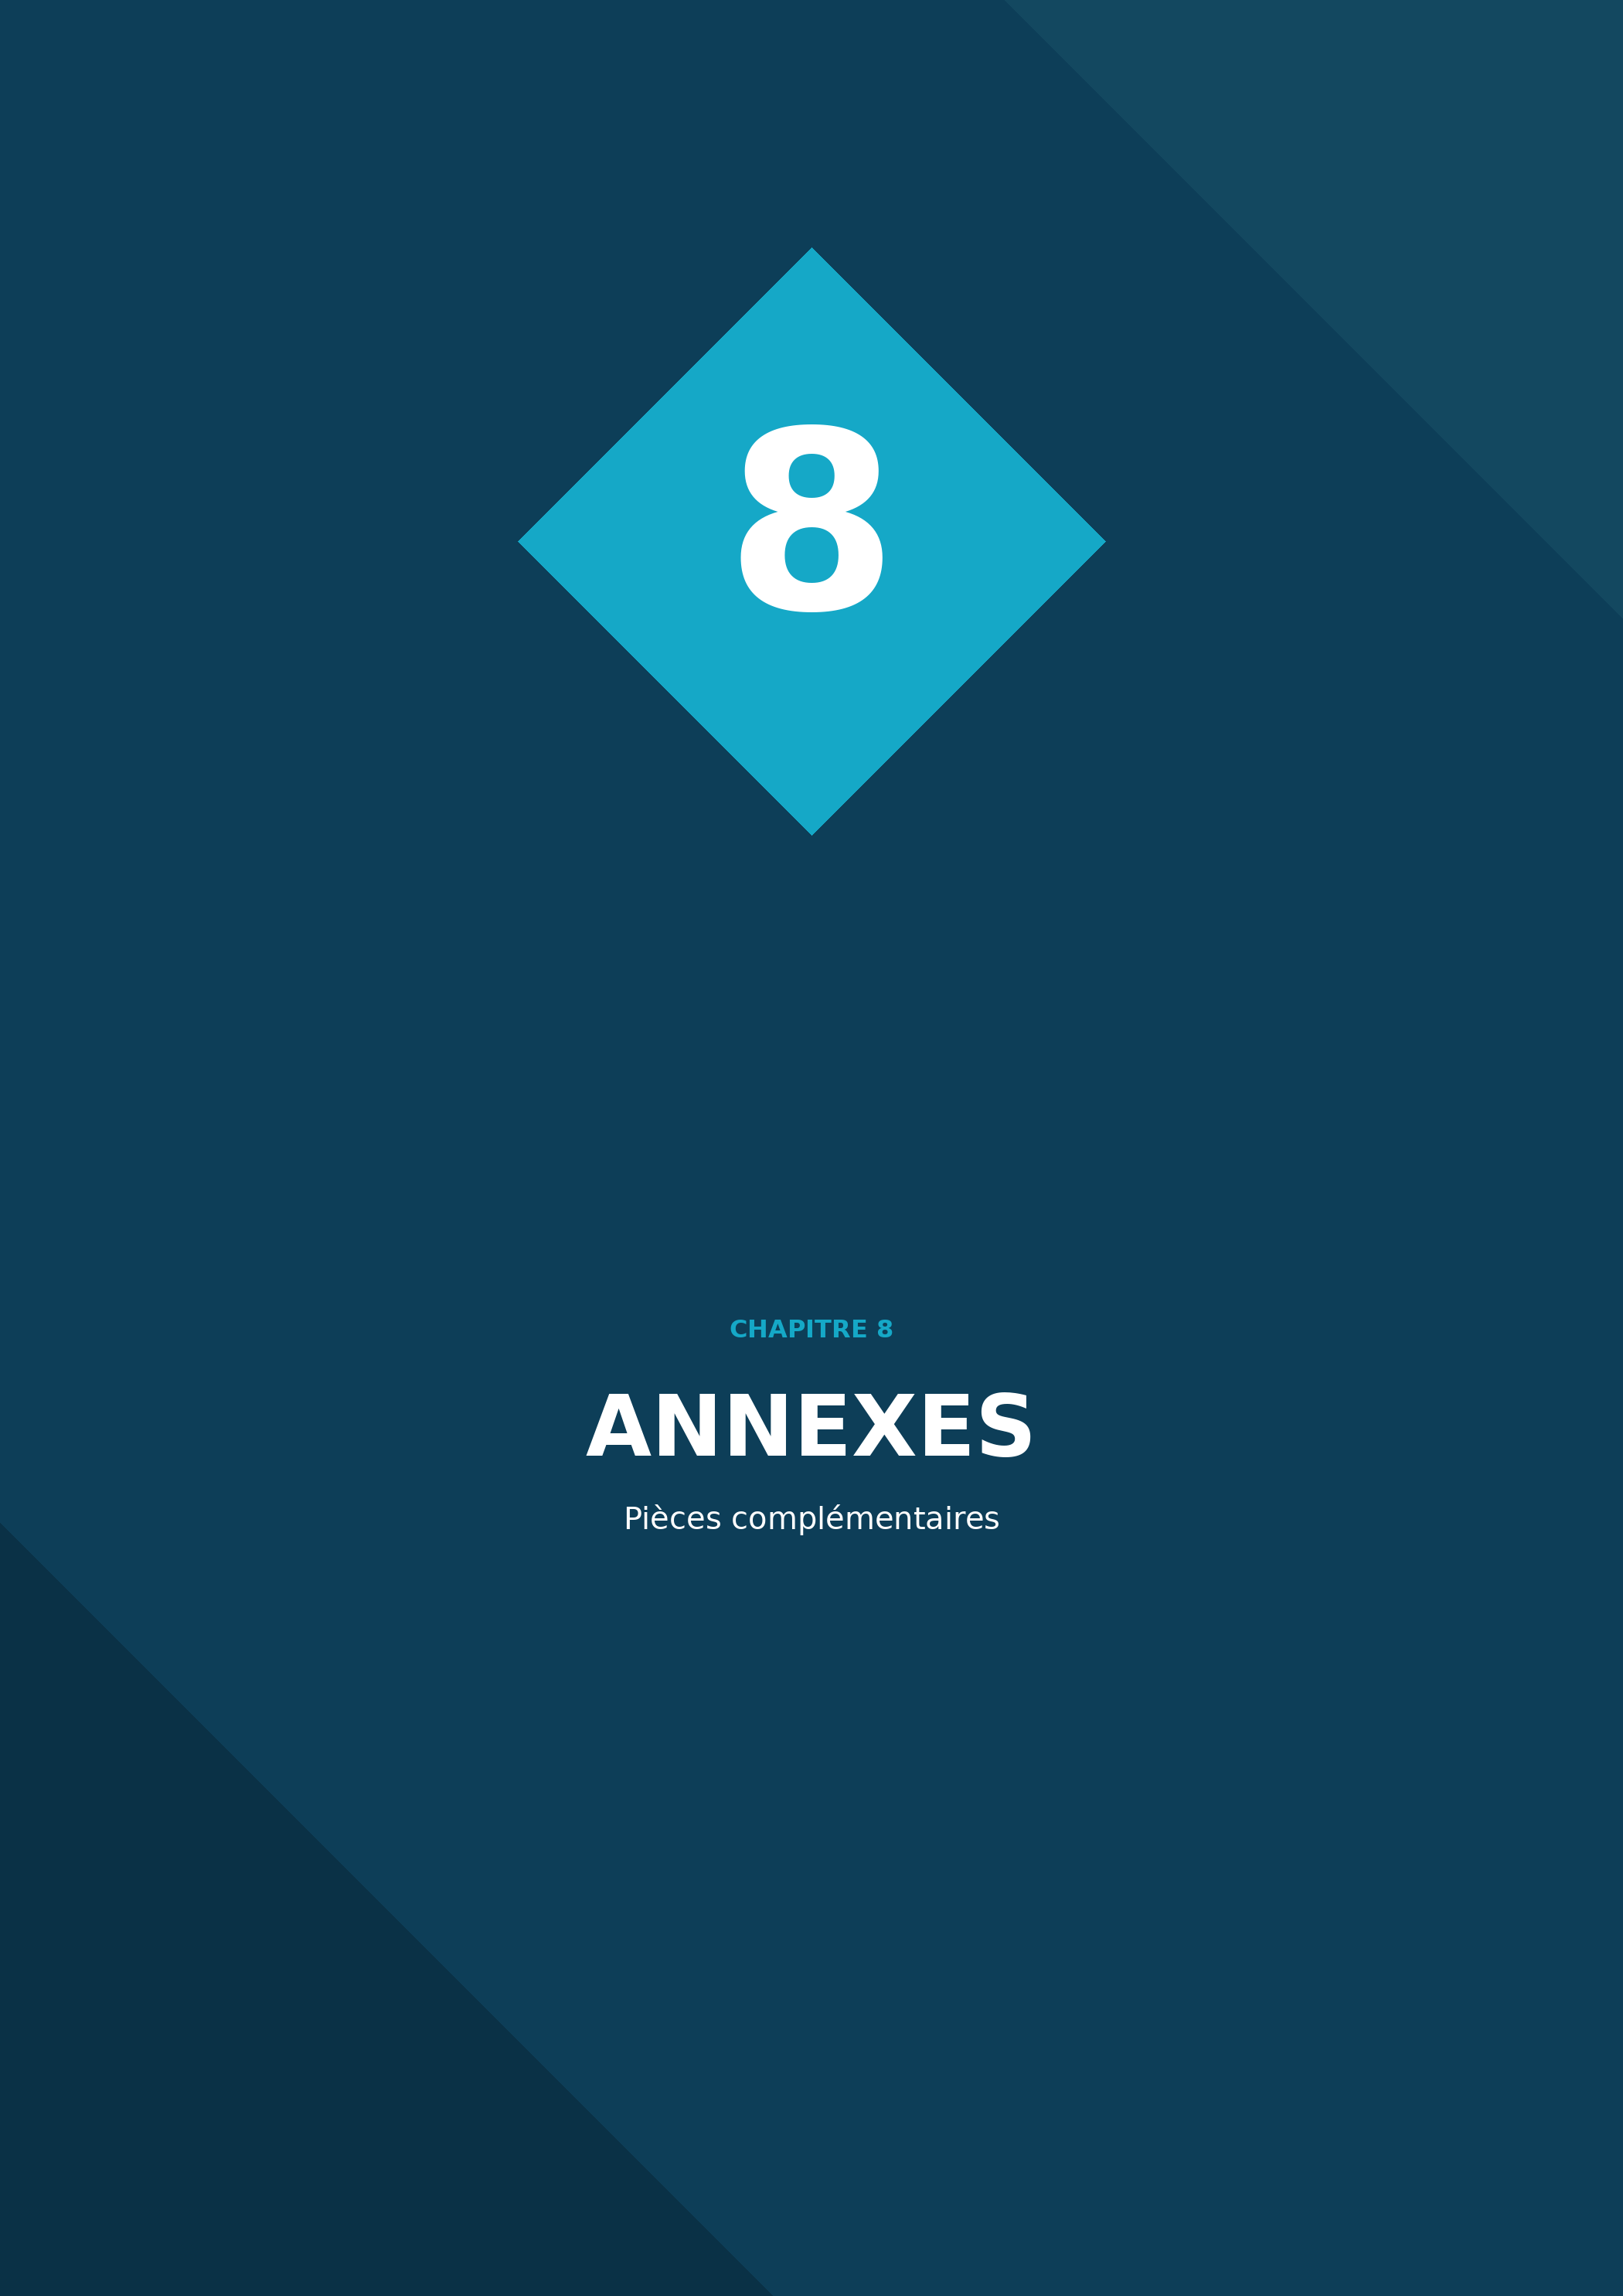 8
CHAPITRE 8
ANNEXES
Pièces complémentaires